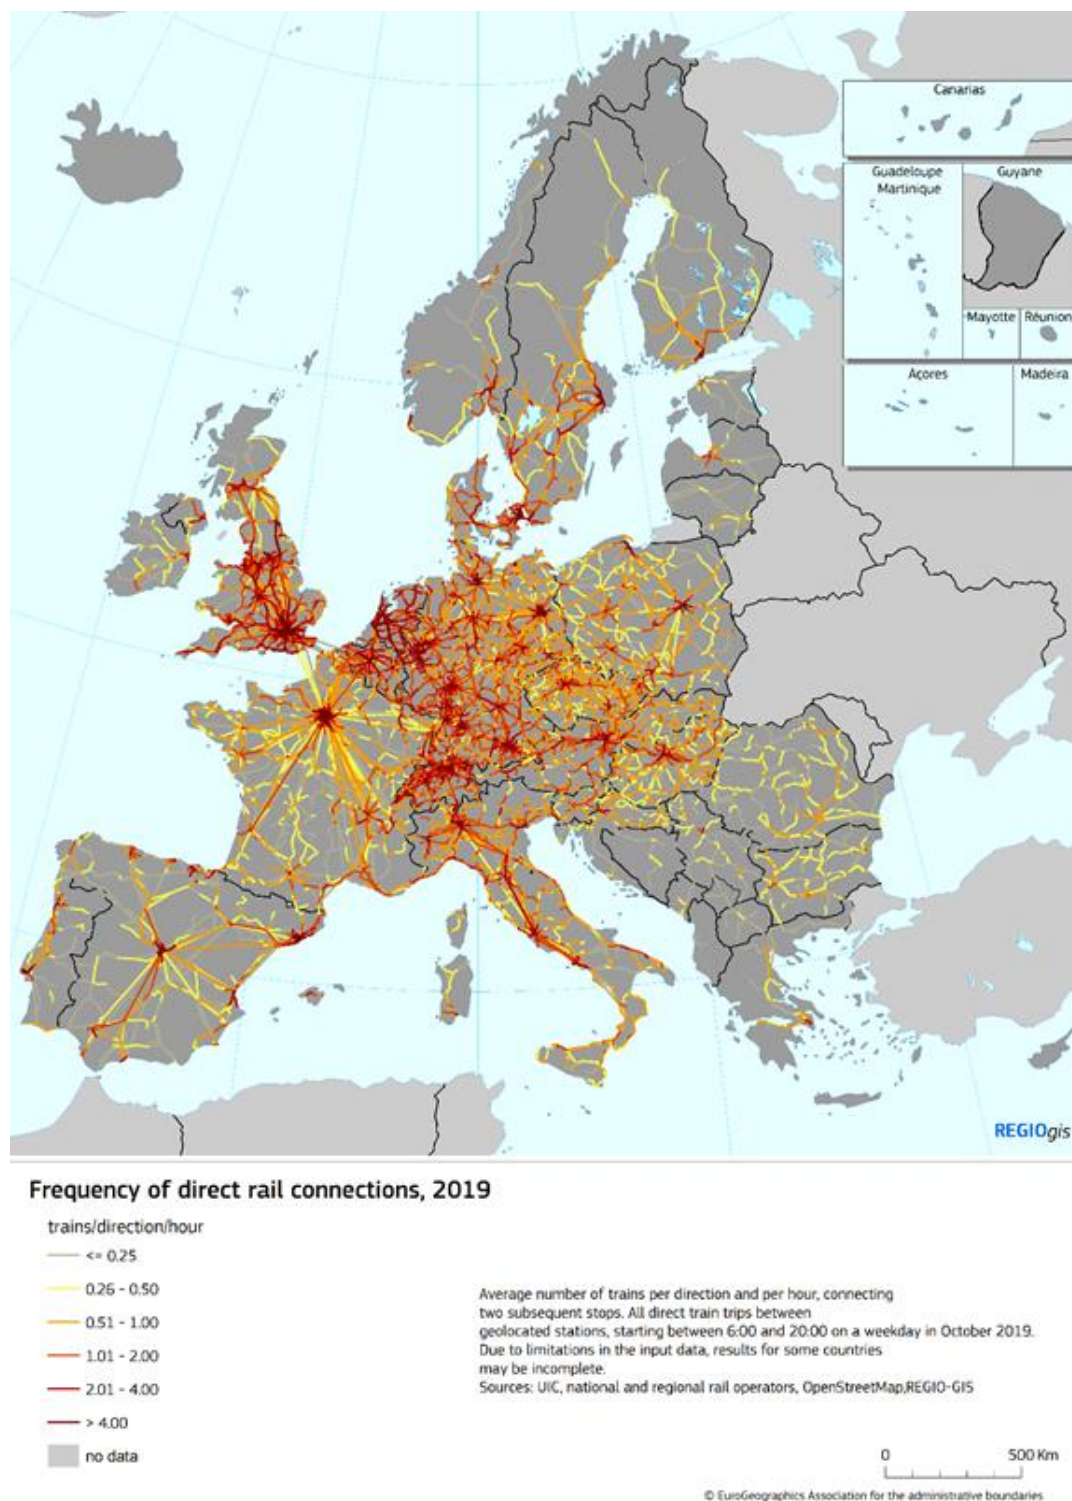 Canarias
Guadeloupe
Martinique
Guyane
Mayotte
Réunion
Açores
Madeira
REGIOgis
Frequency of direct rail connections, 2019
trains/direction/hour
<= 0.25
0.26 - 0.50
0.51 - 1.00
1.01 - 2.00
2.01 - 4.00
> 4.00
no data
Average number of trains per direction and per hour, connecting
two subsequent stops. All direct train trips between
geolocated stations, starting between 6:00 and 20:00 on a weekday in October 2019.
Due to limitations in the input data, results for some countries
may be incomplete.
Sources: UIC, national and regional rail operators, OpenStreetMap,REGIO-GIS
0 500 Km
© EuroGeographics Association for the administrative boundaries